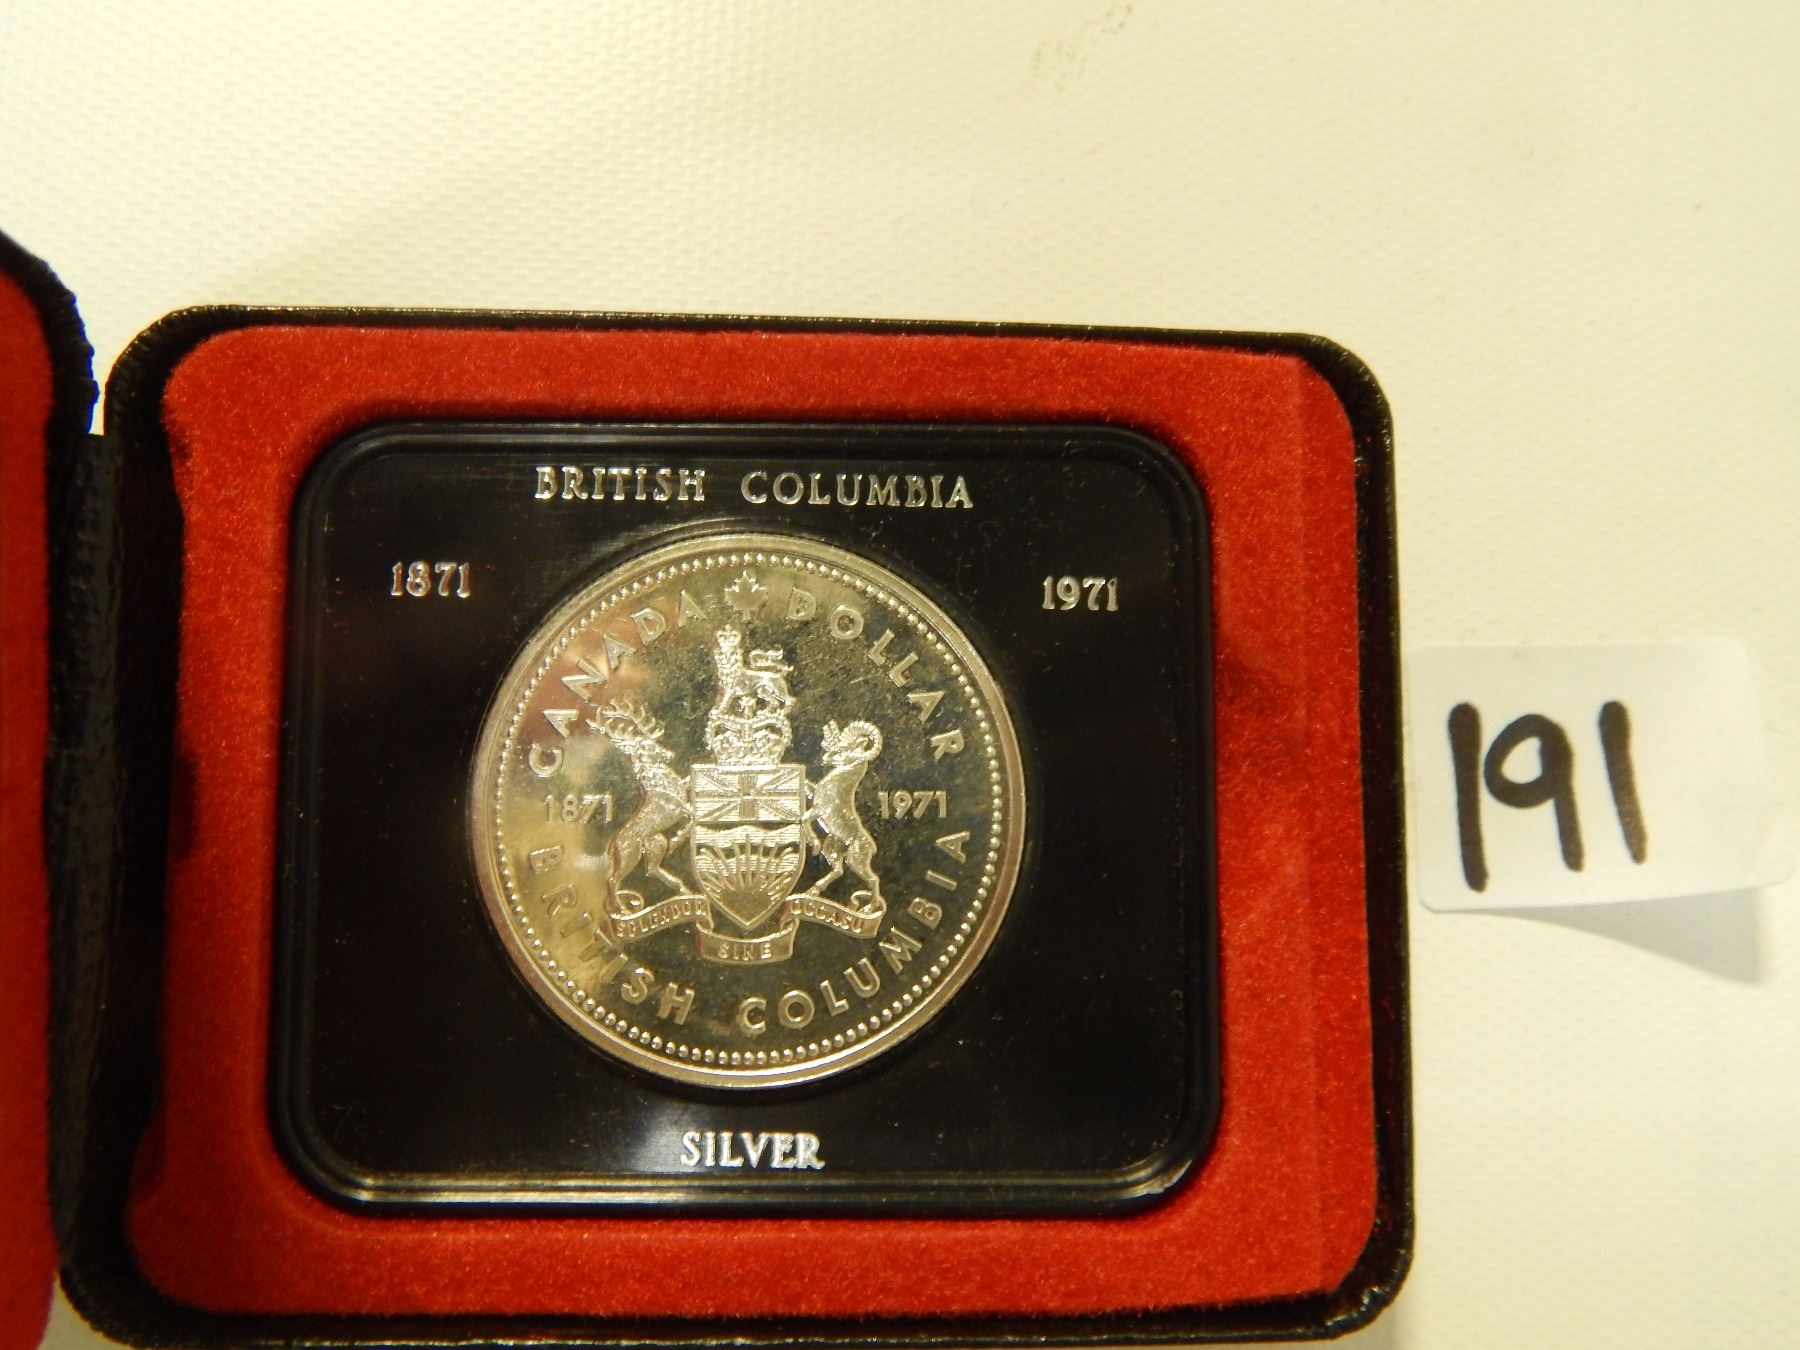 BRITISH COLUMBIA
1871
1971
CANADA DOLLAR
1871
1971
SPLENDOR SINE OCCASU
BRITISH COLUMBIA
SILVER
191